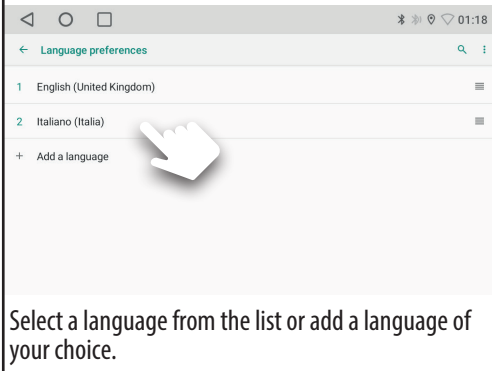 01:18
Language preferences
1 English (United Kingdom)
2 Italiano (Italia)
+ Add a language
Select a language from the list or add a language of
your choice.